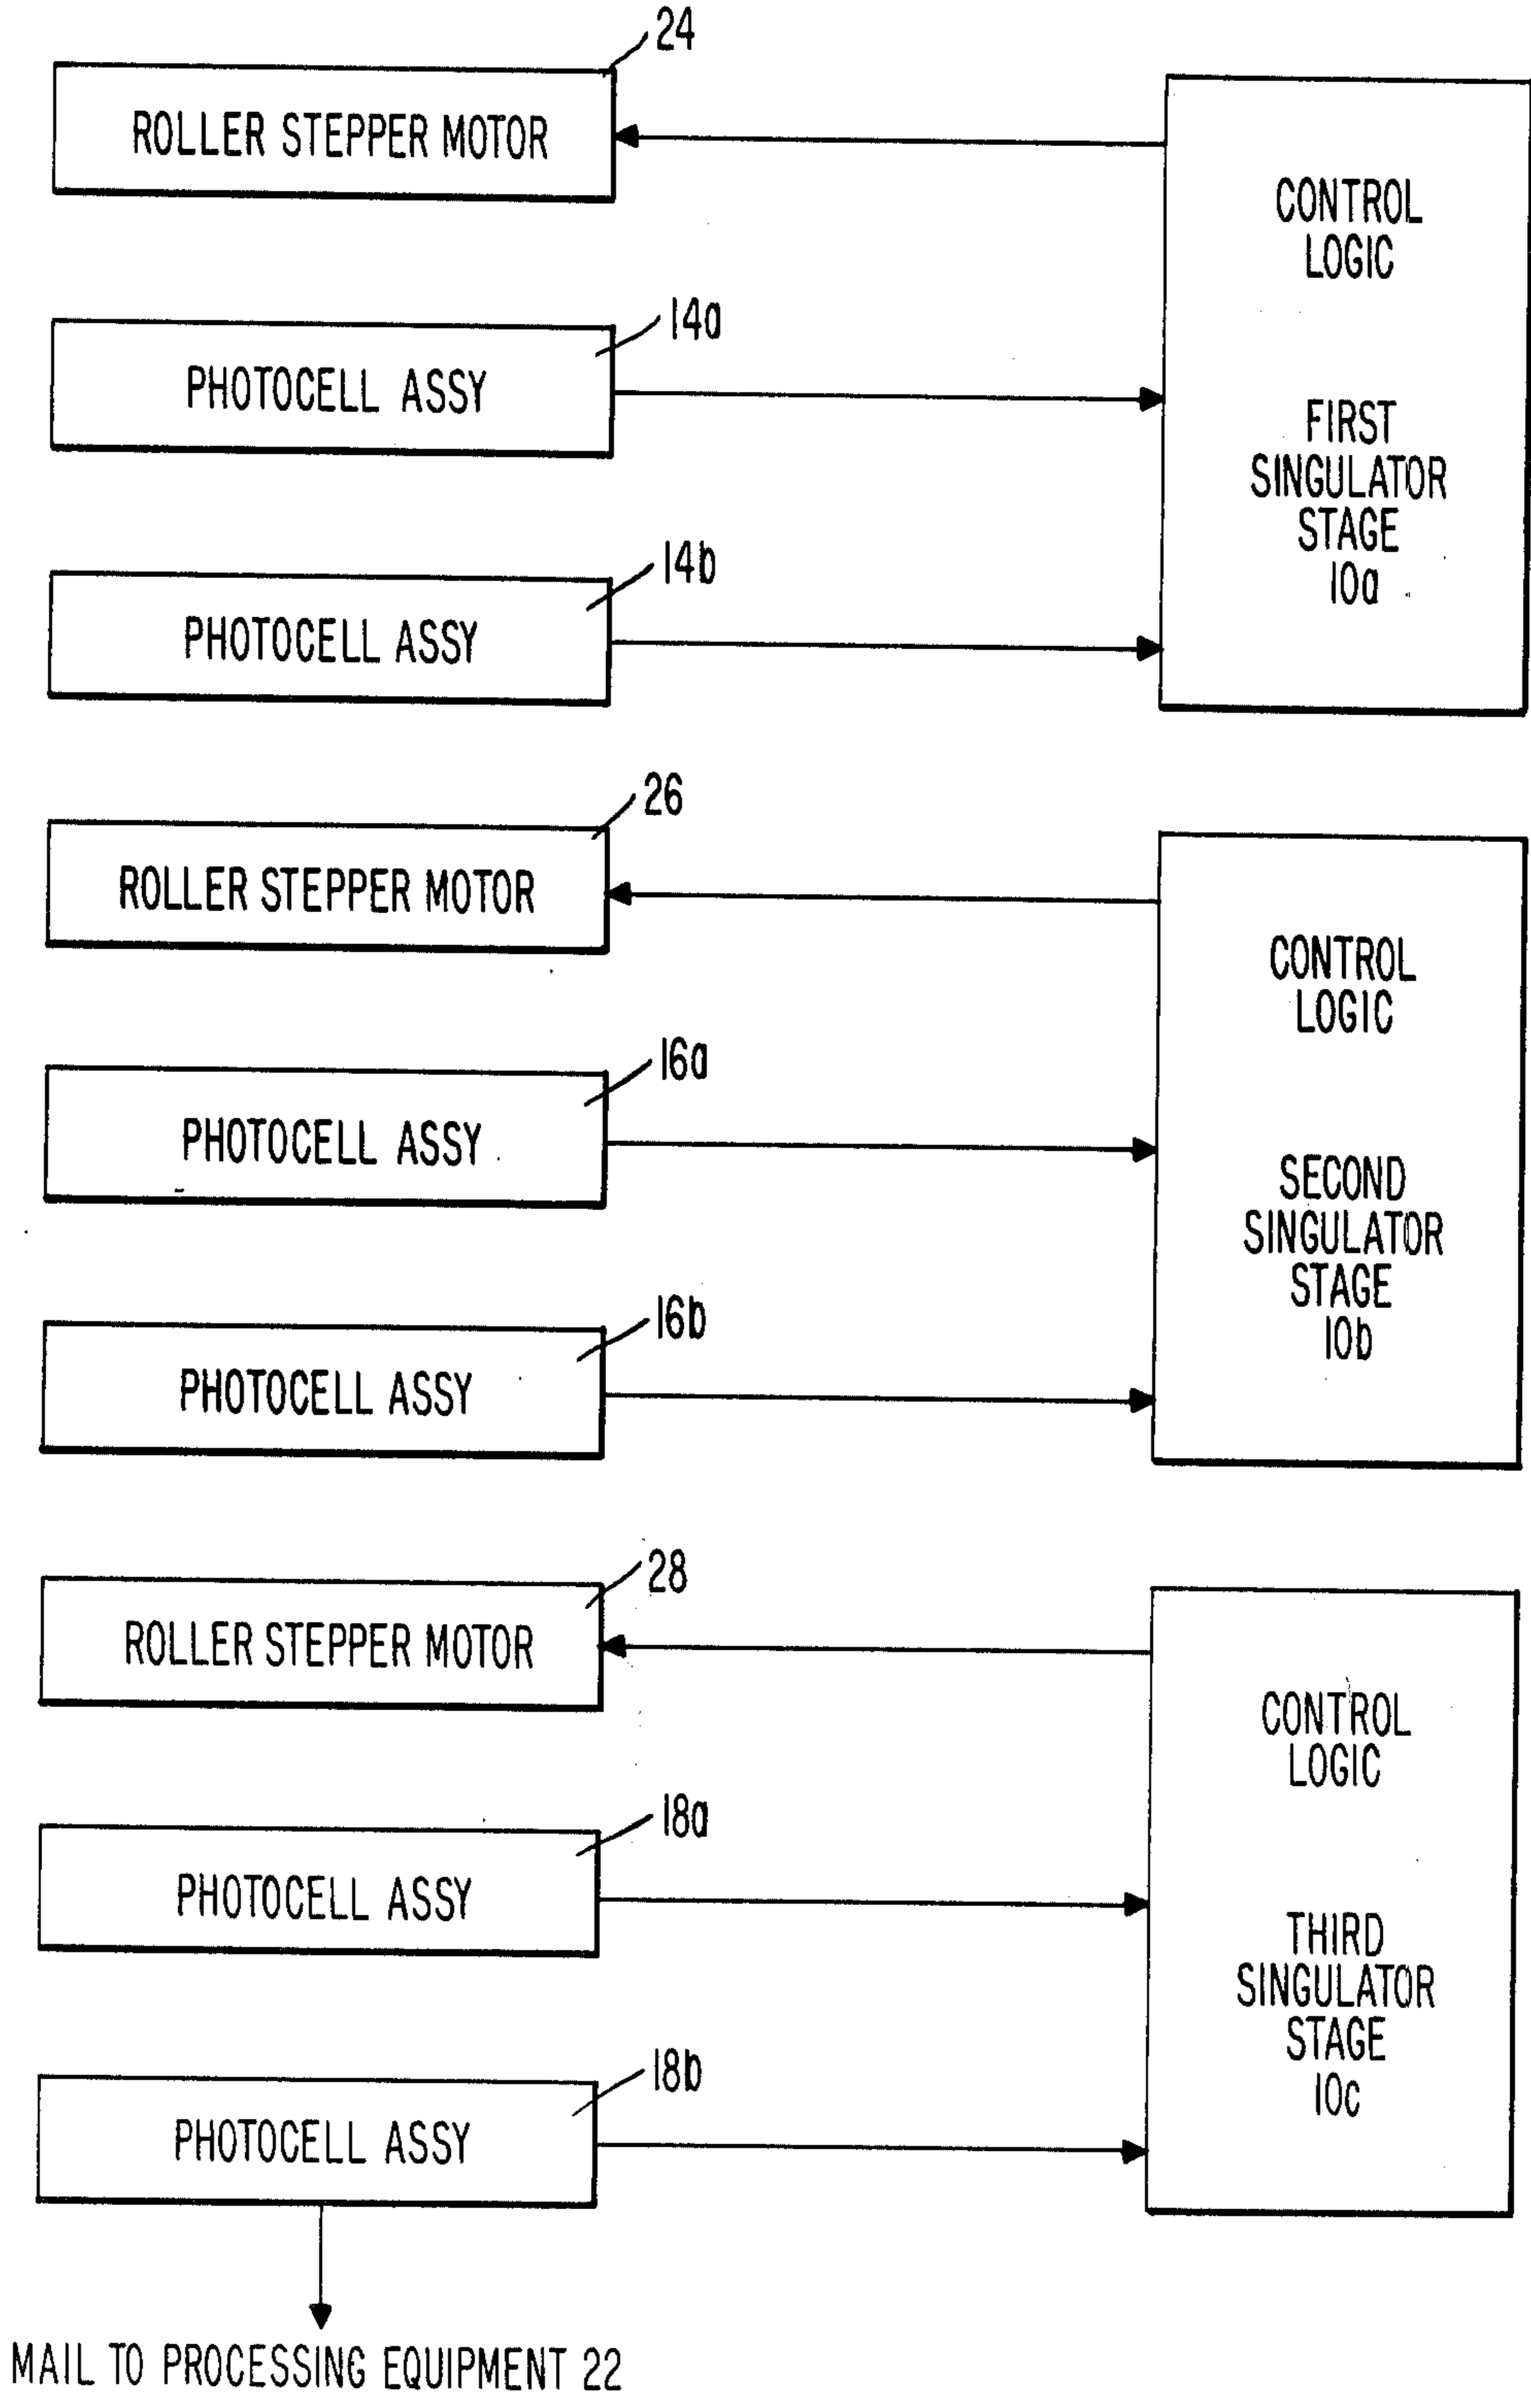 24
ROLLER STEPPER MOTOR
14a
PHOTOCELL ASSY
14b
PHOTOCELL ASSY
CONTROL
LOGIC
FIRST
SINGULATOR
STAGE
10a
26
ROLLER STEPPER MOTOR
16a
PHOTOCELL ASSY
16b
PHOTOCELL ASSY
CONTROL
LOGIC
SECOND
SINGULATOR
STAGE
10b
28
ROLLER STEPPER MOTOR
18a
PHOTOCELL ASSY
18b
PHOTOCELL ASSY
CONTROL
LOGIC
THIRD
SINGULATOR
STAGE
10c
MAIL TO PROCESSING EQUIPMENT 22